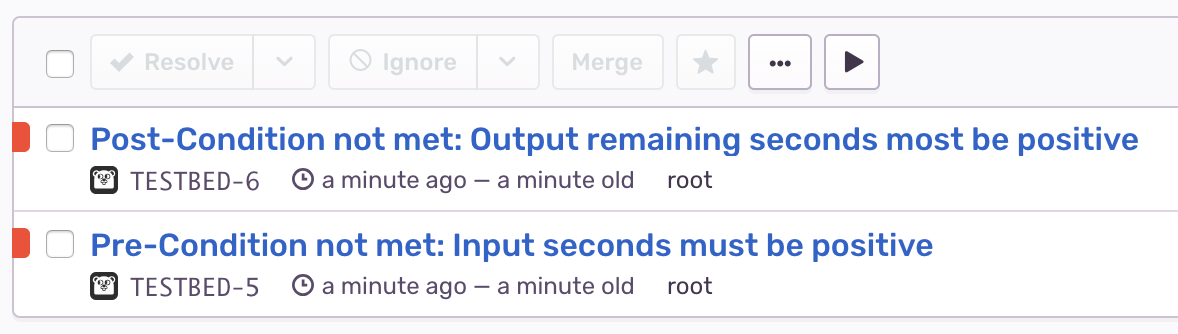 Resolve Ignore Merge
Post-Condition not met: Output remaining seconds most be positive
TESTBED-6 a minute ago — a minute old root
Pre-Condition not met: Input seconds must be positive
TESTBED-5 a minute ago — a minute old root